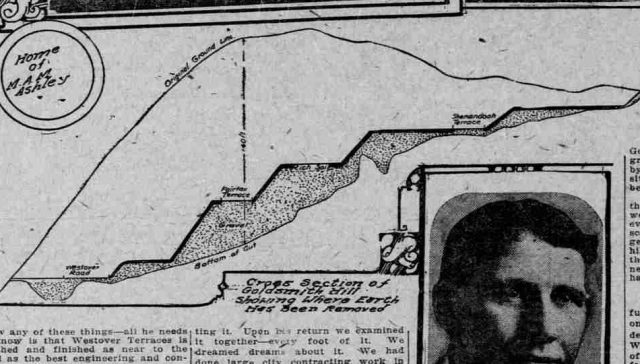 Home
of
M.A.M.
Ashley
Original Ground Line
140 ft
Shenandoah
Terrace
Fairfax
Terrace
Gravel
Westover
Road
Bottom of Cut
Cross Section of
Goldsmith Hill
Showing Where Earth
Has Been Removed
any of these things—all he needs
now is that Westover Terraces is
hed and finished as near to the
as the best engineering and con-
ting it. Upon his return we examined
it together—every foot of it. We
dreamed dreams about it. We had
done large city contracting work in